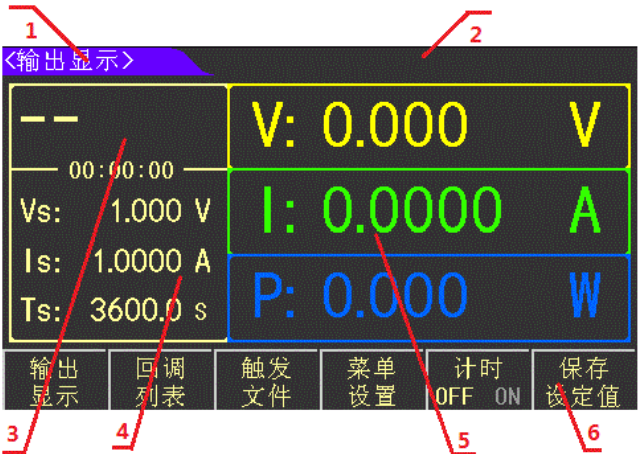 1
2
<输出显示>
--
V: 0.000 V
00:00:00
Vs: 1.000 V
I: 0.0000 A
Is: 1.0000 A
Ts: 3600.0 s
P: 0.000 W
输出 回调 触发 菜单 计时 保存
显示 列表 文件 设置 OFF ON 设定值
3 4 5 6